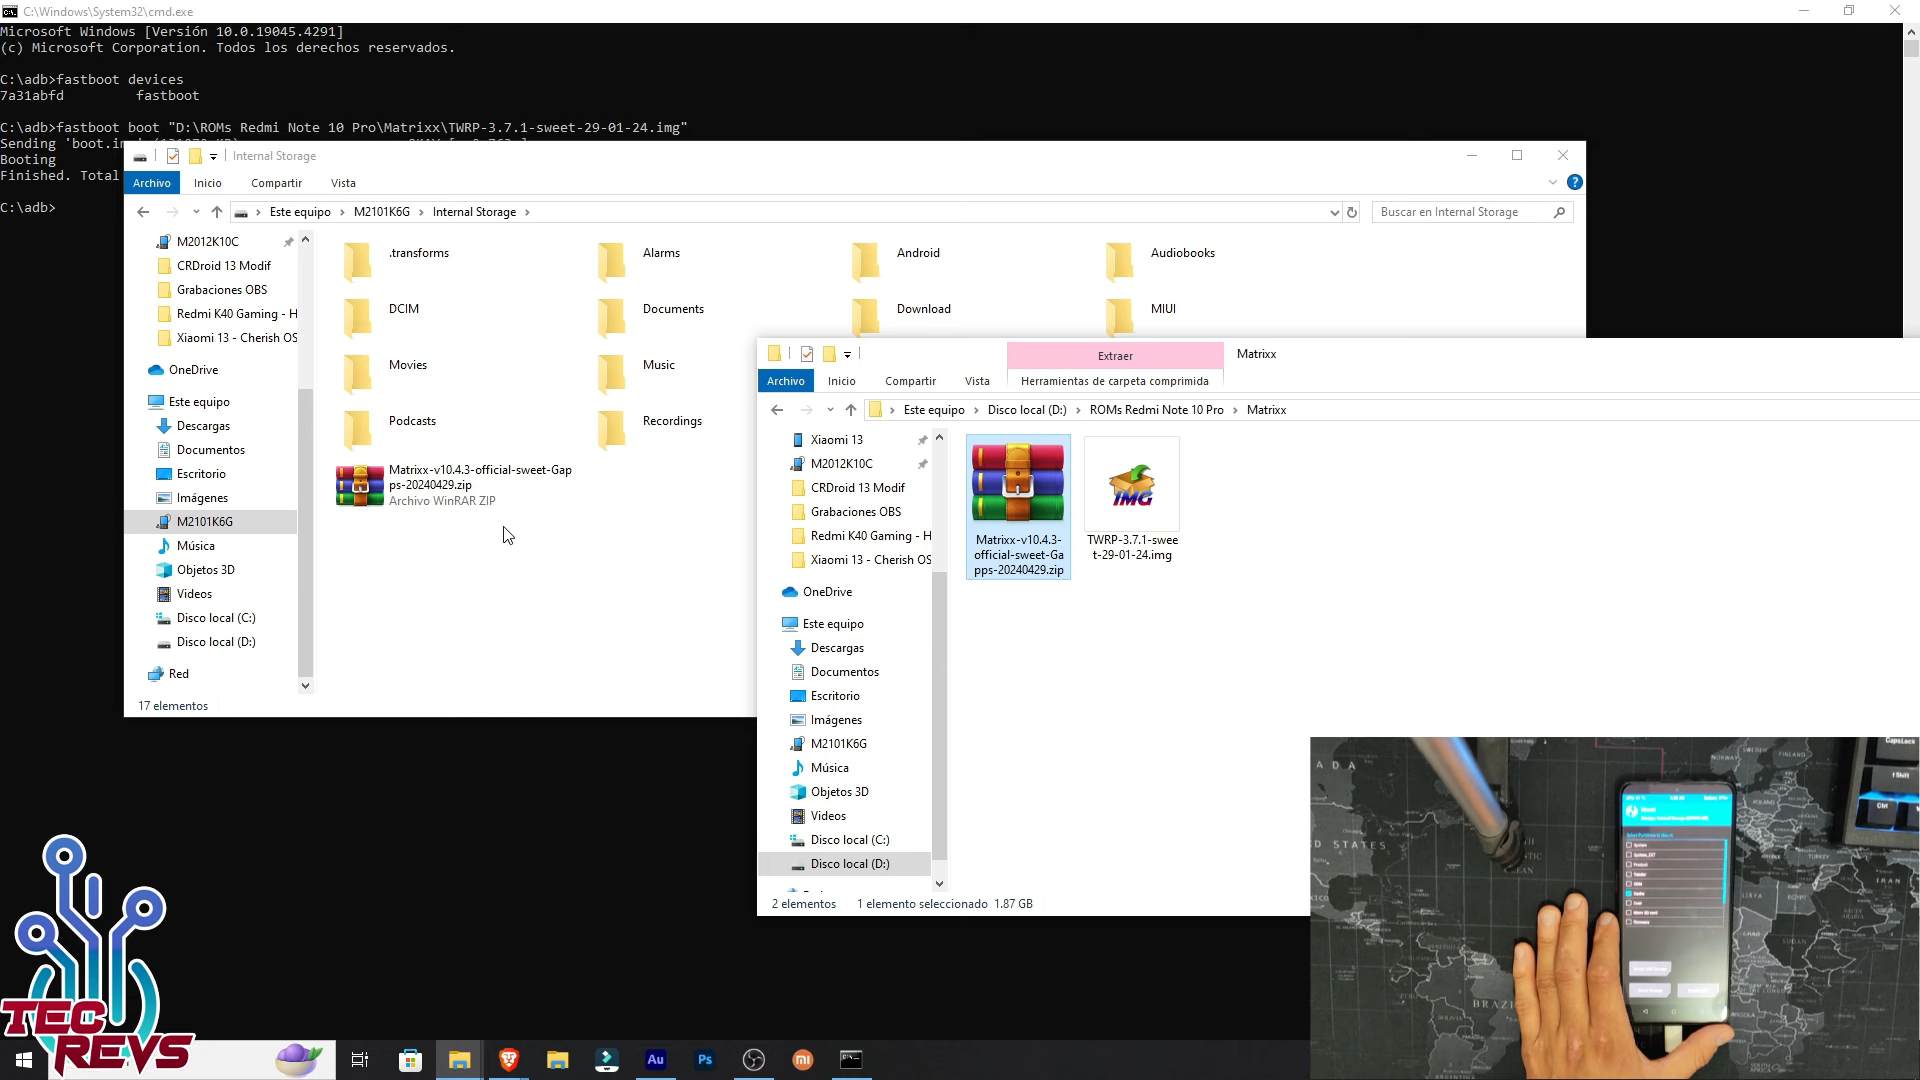 C:\Windows\System32\cmd.exe
Microsoft Windows [Versión 10.0.19045.4291]
(c) Microsoft Corporation. Todos los derechos reservados.
C:\adb>fastboot devices
7a31abfd fastboot
C:\adb>fastboot boot "D:\ROMs Redmi Note 10 Pro\Matrixx\TWRP-3.7.1-sweet-29-01-24.img"
Sending
Booting
Finished. Total
C:\adb>
Internal Storage
Archivo Inicio Compartir Vista
Este equipo M2101K6G Internal Storage
Buscar en Internal Storage
M2012K10C
CRDroid 13 Modif
Grabaciones OBS
Redmi K40 Gaming - H
Xiaomi 13 - Cherish OS
OneDrive
Este equipo
Descargas
Documentos
Escritorio
Imágenes
M2101K6G
Música
Objetos 3D
Videos
Disco local (C:)
Disco local (D:)
Red
17 elementos
.transforms
Alarms
Android
Audiobooks
DCIM
Documents
Download
MIUI
Movies
Music
Podcasts
Recordings
Matrixx-v10.4.3-official-sweet-Ga
pps-20240429.zip
Archivo WinRAR ZIP
Extraer
Matrixx
Archivo Inicio Compartir Vista Herramientas de carpeta comprimida
Este equipo Disco local (D:) ROMs Redmi Note 10 Pro Matrixx
Xiaomi 13
M2012K10C
CRDroid 13 Modif
Grabaciones OBS
Redmi K40 Gaming - H
Xiaomi 13 - Cherish OS
OneDrive
Este equipo
Descargas
Documentos
Escritorio
Imágenes
M2101K6G
Música
Objetos 3D
Videos
Disco local (C:)
Disco local (D:)
Matrixx-v10.4.3-
official-sweet-Ga
pps-20240429.zip
IMG
TWRP-3.7.1-swee
t-29-01-24.img
2 elementos 1 elemento seleccionado 1.87 GB
TEC
REVS
Au
Ps
mi